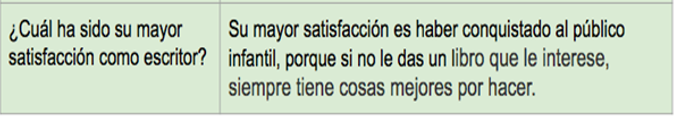 ¿Cuál ha sido su mayor
satisfacción como escritor?
Su mayor satisfacción es haber conquistado al público
infantil, porque si no le das un libro que le interese,
siempre tiene cosas mejores por hacer.